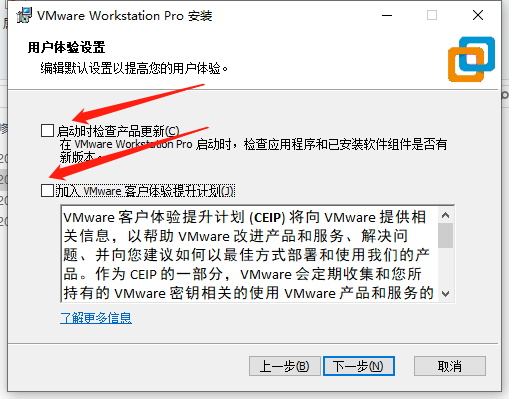 VMware Workstation Pro 安装
用户体验设置
编辑默认设置以提高您的用户体验。
启动时检查产品更新(C)
在 VMware Workstation Pro 启动时，检查应用程序和已安装软件组件是否有
新版本。
加入 VMware 客户体验提升计划(J)
VMware 客户体验提升计划 (CEIP) 将向 VMware 提供相
关信息，以帮助 VMware 改进产品和服务、解决问
题、并向您建议如何以最佳方式部署和使用我们的产
品。作为 CEIP 的一部分，VMware 会定期收集和您所
持有的 VMware 密钥相关的使用 VMware 产品和服务的
了解更多信息
上一步(B) 下一步(N) 取消